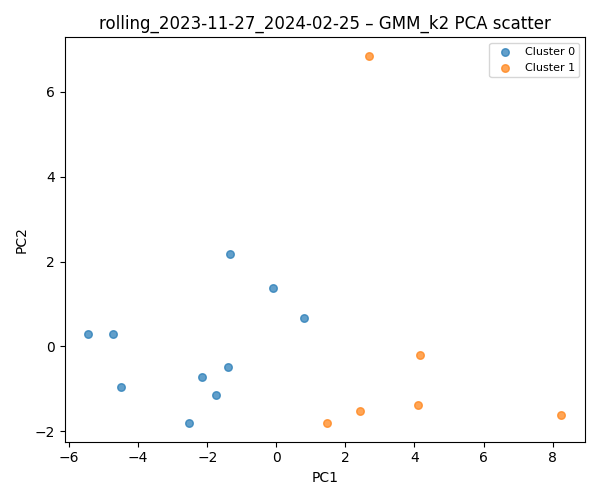 rolling_2023-11-27_2024-02-25 – GMM_k2 PCA scatter
Cluster 0
Cluster 1
6
4
2
0
−2
PC2
−6
−4
−2
0
2
4
6
8
PC1